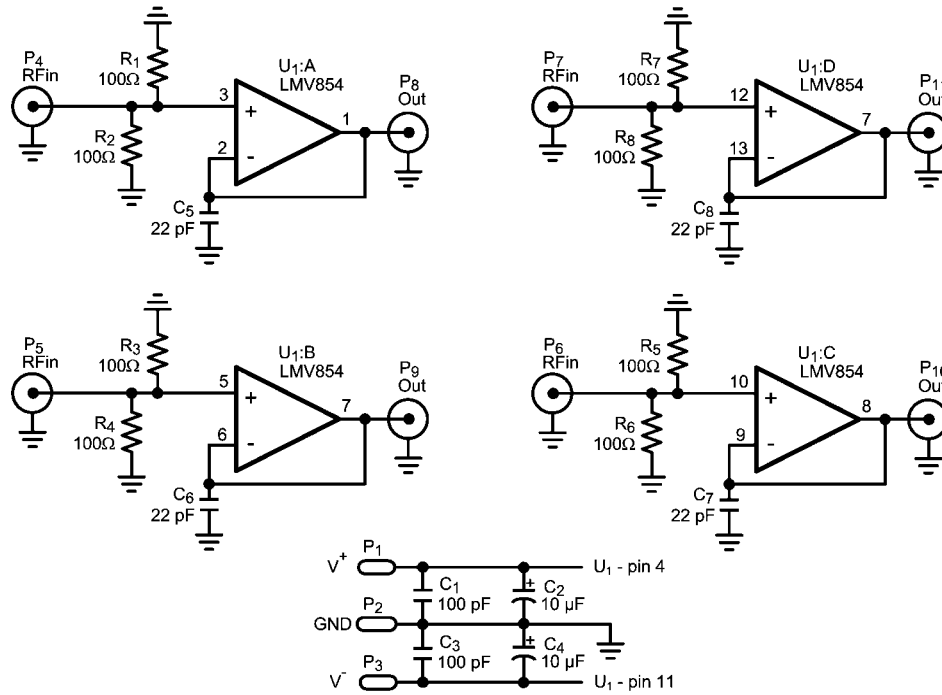 P4
RFin
R1
100Ω
R2
100Ω
3
+
2
-
U1:A
LMV854
1
P8
Out
C5
22 pF
P7
RFin
R7
100Ω
R8
100Ω
12
+
13
-
U1:D
LMV854
7
Out
C8
22 pF
P5
RFin
R3
100Ω
R4
100Ω
5
+
6
-
U1:B
LMV854
7
P9
Out
C6
22 pF
P6
RFin
R5
100Ω
R6
100Ω
10
+
9
-
U1:C
LMV854
8
P16
Out
C7
22 pF
V+
P1
C1
100 pF
+
C2
10 µF
U1 - pin 4
GND
P2
C3
100 pF
+
C4
10 µF
V-
P3
U1 - pin 11